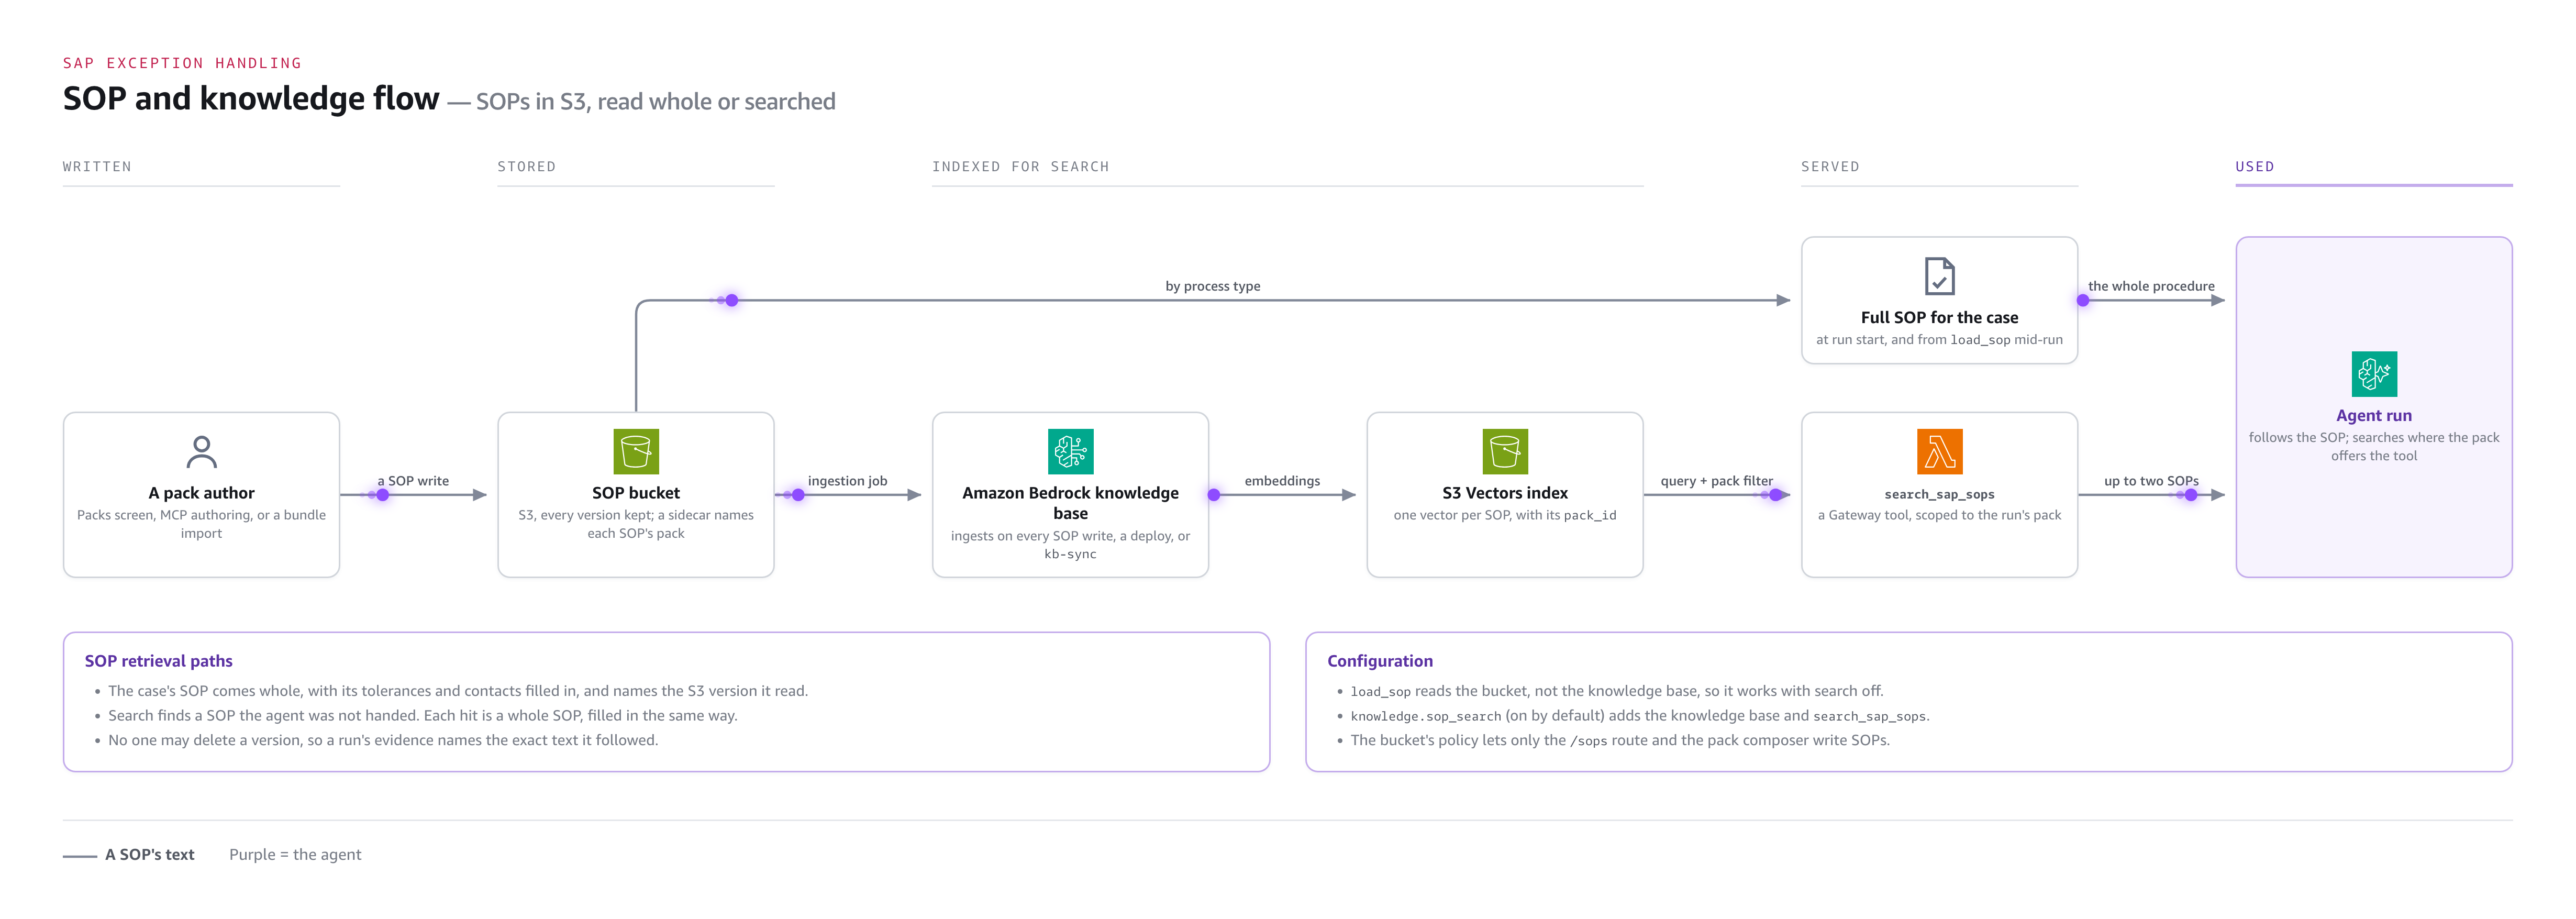 SAP EXCEPTION HANDLING
SOP and knowledge flow — SOPs in S3, read whole or searched
WRITTEN
STORED
INDEXED FOR SEARCH
SERVED
USED
by process type
Full SOP for the case
at run start, and from load_sop mid-run
the whole procedure
A pack author
Packs screen, MCP authoring, or a bundle
import
a SOP write
SOP bucket
S3, every version kept; a sidecar names
each SOP's pack
ingestion job
Amazon Bedrock knowledge
base
ingests on every SOP write, a deploy, or
kb-sync
embeddings
S3 Vectors index
one vector per SOP, with its pack_id
query + pack filter
search_sap_sops
a Gateway tool, scoped to the run's pack
up to two SOPs
Agent run
follows the SOP; searches where the pack
offers the tool
SOP retrieval paths
• The case's SOP comes whole, with its tolerances and contacts filled in, and names the S3 version it read.
• Search finds a SOP the agent was not handed. Each hit is a whole SOP, filled in the same way.
• No one may delete a version, so a run's evidence names the exact text it followed.
Configuration
• load_sop reads the bucket, not the knowledge base, so it works with search off.
• knowledge.sop_search (on by default) adds the knowledge base and search_sap_sops.
• The bucket's policy lets only the /sops route and the pack composer write SOPs.
A SOP's text
Purple = the agent